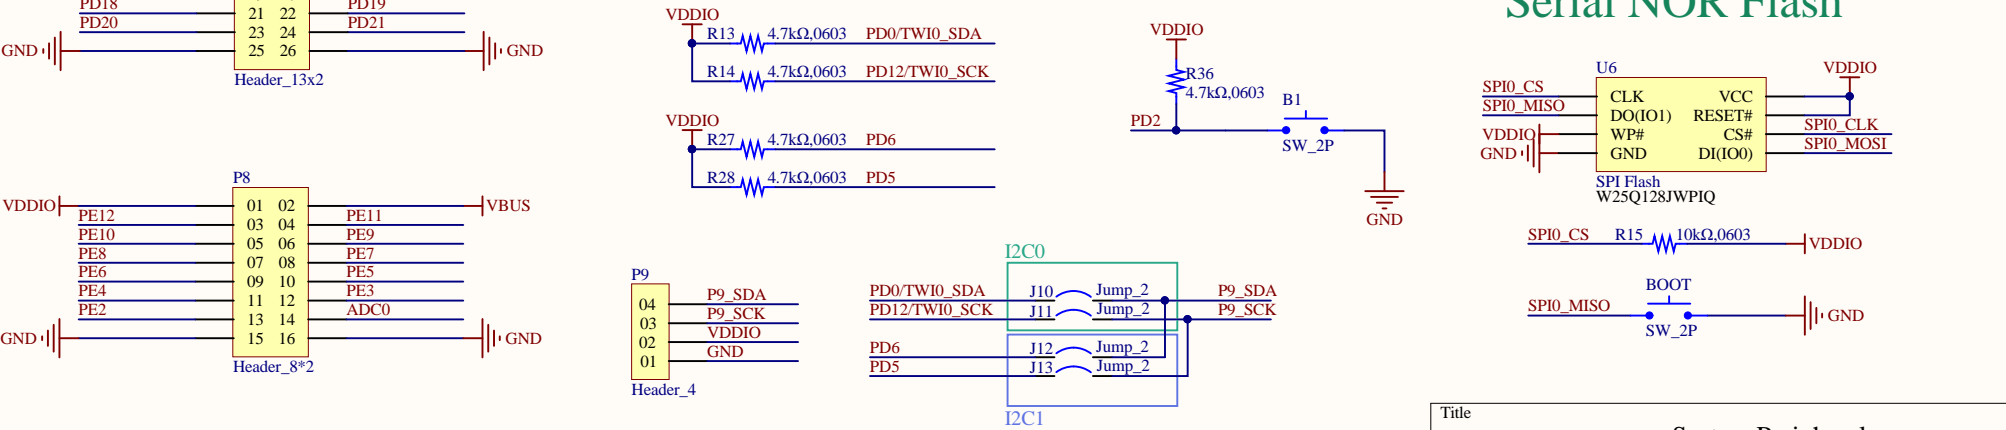 PD18 21 22 PD19
PD20 23 24 PD21
GND 25 26 GND
Header_13x2
P8
VDDIO 01 02 VBUS
PE12 03 04 PE11
PE10 05 06 PE9
PE8 07 08 PE7
PE6 09 10 PE5
PE4 11 12 PE3
PE2 13 14 ADC0
GND 15 16 GND
Header_8*2
VDDIO
R13 4.7kΩ,0603 PD0/TWI0_SDA
R14 4.7kΩ,0603 PD12/TWI0_SCK
VDDIO
R27 4.7kΩ,0603 PD6
R28 4.7kΩ,0603 PD5
P9
04 P9_SDA
03 P9_SCK
02 VDDIO
01 GND
Header_4
VDDIO
R36
4.7kΩ,0603
B1
PD2
SW_2P
GND
I2C0
PD0/TWI0_SDA J10 Jump_2 P9_SDA
PD12/TWI0_SCK J11 Jump_2 P9_SCK
PD6 J12 Jump_2
PD5 J13 Jump_2
I2C1
Serial NOR Flash
U6
VDDIO
SPI0_CS CLK VCC
SPI0_MISO DO(IO1) RESET#
VDDIO WP# CS# SPI0_CLK
GND GND DI(IO0) SPI0_MOSI
SPI Flash
W25Q128JWPIQ
SPI0_CS R15 10kΩ,0603 VDDIO
BOOT
SPI0_MISO GND
SW_2P
Title